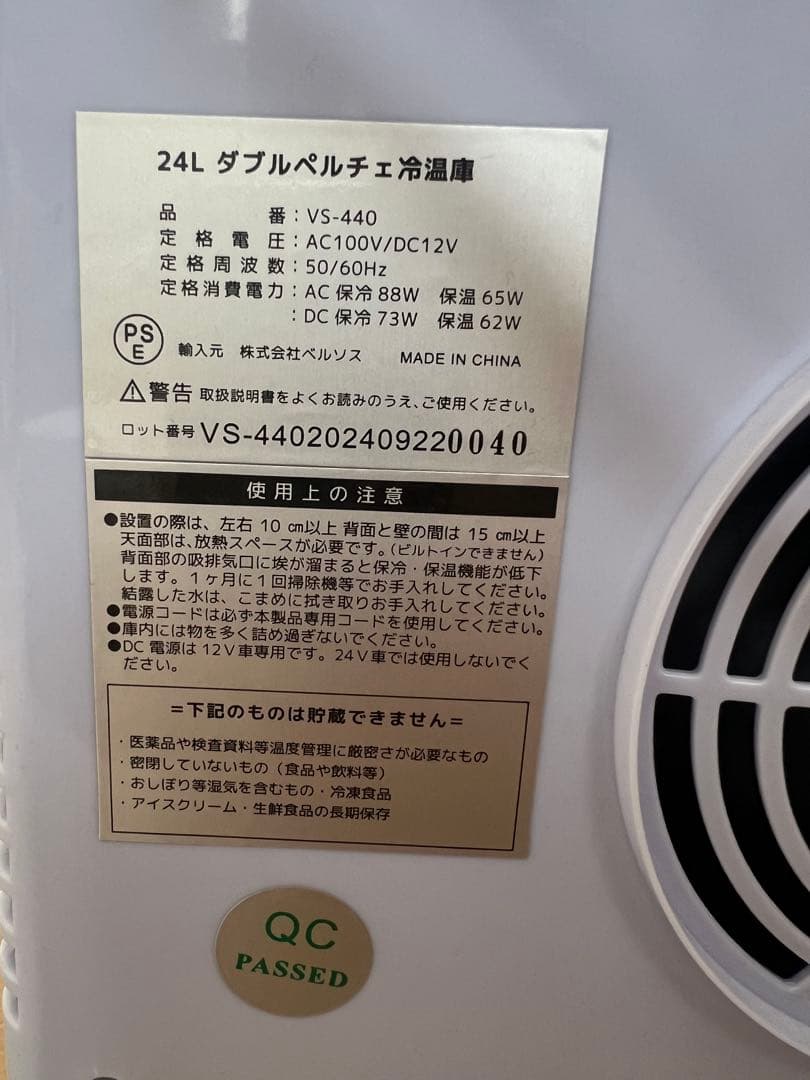 24L ダブルペルチェ冷温庫
品番：VS-440
定格電圧：AC100V/DC12V
定格周波数：50/60Hz
定格消費電力：AC 保冷 88W 保温 65W
：DC 保冷 73W 保温 62W
PSE
輸入元 株式会社ベルソス MADE IN CHINA
⚠警告 取扱説明書をよくお読みのうえ、ご使用ください。
ロット番号 VS-440202409220040
使用上の注意
●設置の際は、左右 10 ㎝以上 背面と壁の間は 15 ㎝以上
天面部は、放熱スペースが必要です。（ビルトインできません）
背面部の吸排気口に埃が溜まると保冷・保温機能が低下
します。１ヶ月に１回掃除機等でお手入れしてください。
結露した水は、こまめに拭き取りお手入れしてください。
●電源コードは必ず本製品専用コードを使用してください。
●庫内には物を多く詰め過ぎないでください。
●DC 電源は 12Ｖ車専用です。24Ｖ車では使用しないでく
ださい。
＝下記のものは貯蔵できません＝
・医薬品や検査資料等温度管理に厳密さが必要なもの
・密閉していないもの（食品や飲料等）
・おしぼり等湿気を含むもの・冷凍食品
・アイスクリーム・生鮮食品の長期保存
QC
PASSED